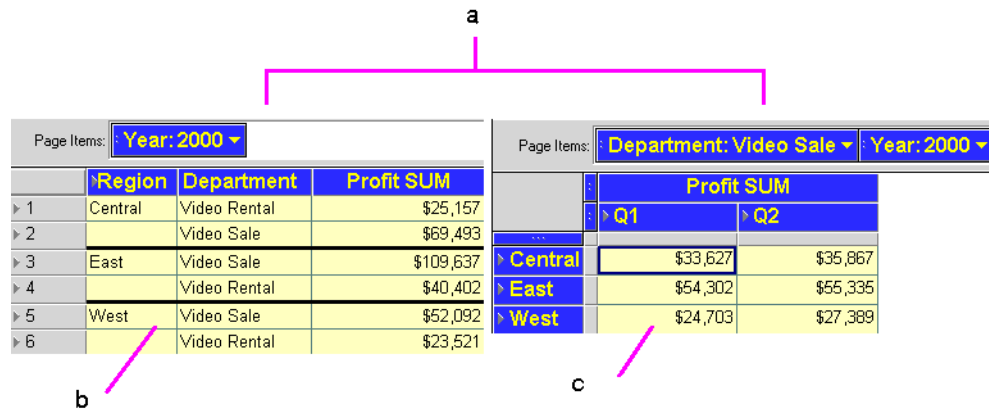 a
Page Items: Year: 2000
Region Department Profit SUM
1 Central Video Rental $25,157
2 Video Sale $69,493
3 East Video Sale $109,637
4 Video Rental $40,402
5 West Video Sale $52,092
6 Video Rental $23,521
b
Page Items: Department: Video Sale Year: 2000
Profit SUM
Q1 Q2
Central $33,627 $35,867
East $54,302 $55,335
West $24,703 $27,389
c